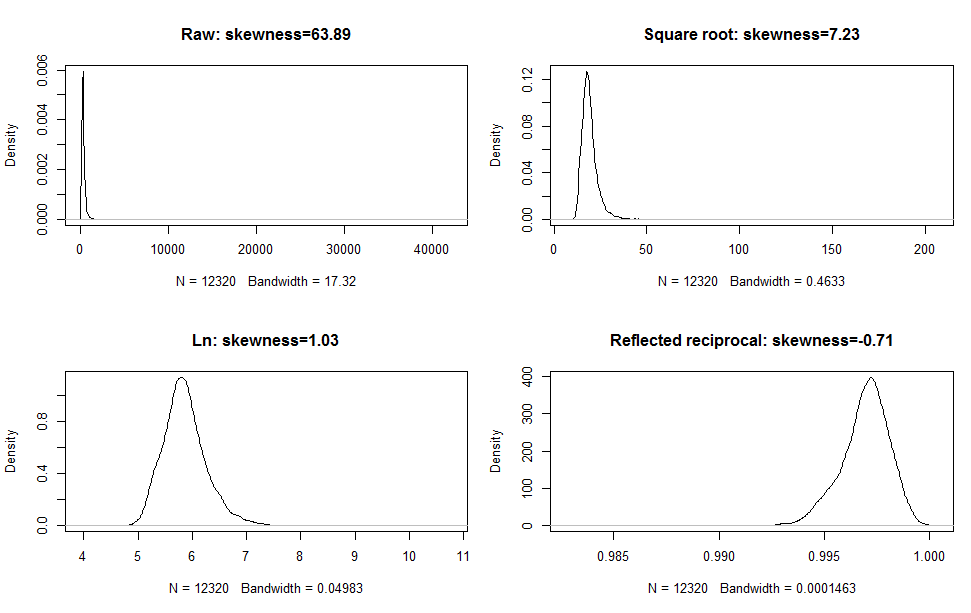 Raw: skewness=63.89
Density
0.000 0.002 0.004 0.006
0 10000 20000 30000 40000
N = 12320 Bandwidth = 17.32
Square root: skewness=7.23
Density
0.00 0.04 0.08 0.12
0 50 100 150 200
N = 12320 Bandwidth = 0.4633
Ln: skewness=1.03
Density
0.0 0.4 0.8
4 5 6 7 8 9 10 11
N = 12320 Bandwidth = 0.04983
Reflected reciprocal: skewness=-0.71
Density
0 100 200 300 400
0.985 0.990 0.995 1.000
N = 12320 Bandwidth = 0.0001463